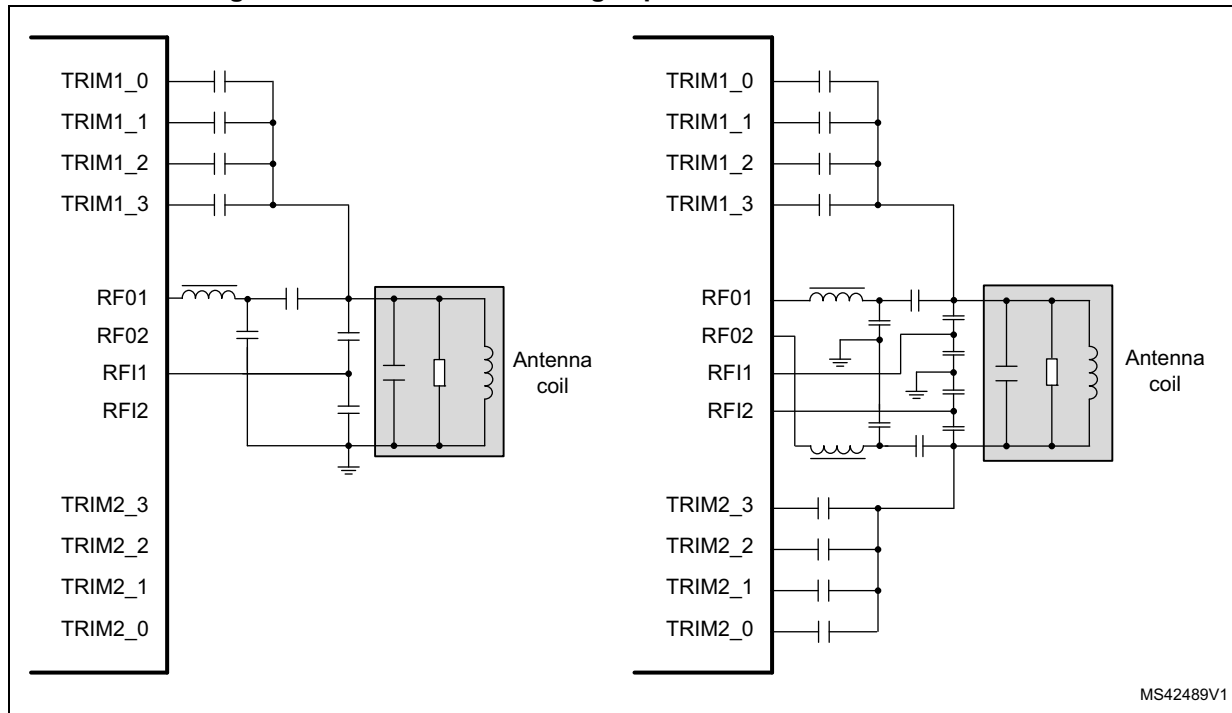 TRIM1_0
TRIM1_1
TRIM1_2
TRIM1_3
RF01
RF02
RFI1
RFI2
TRIM2_3
TRIM2_2
TRIM2_1
TRIM2_0
Antenna
coil
TRIM1_0
TRIM1_1
TRIM1_2
TRIM1_3
RF01
RF02
RFI1
RFI2
TRIM2_3
TRIM2_2
TRIM2_1
TRIM2_0
Antenna
coil
MS42489V1